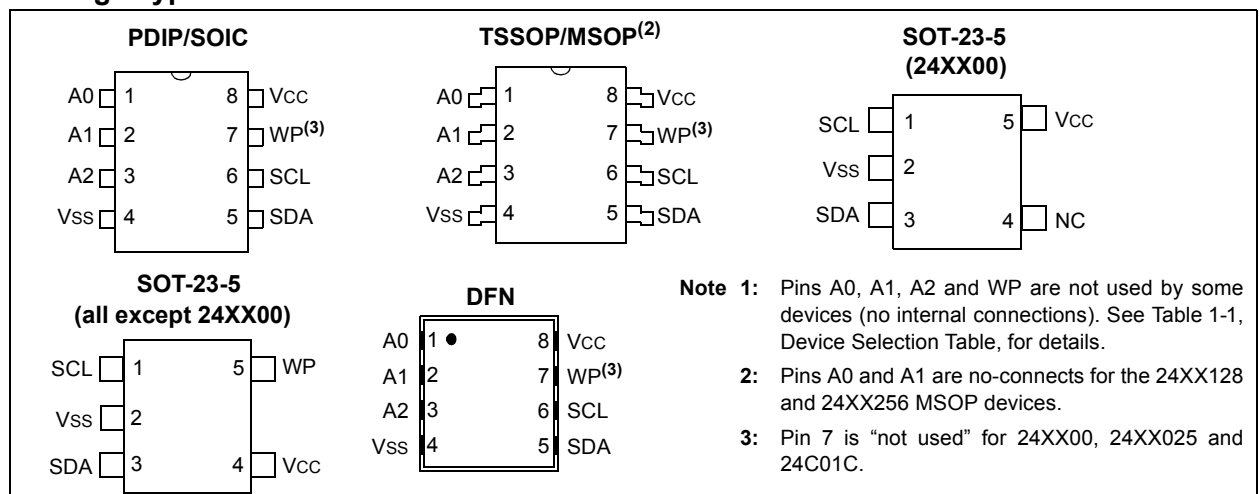 PDIP/SOIC
A0 1 8 VCC
A1 2 7 WP(3)
A2 3 6 SCL
VSS 4 5 SDA
TSSOP/MSOP(2)
A0 1 8 VCC
A1 2 7 WP(3)
A2 3 6 SCL
VSS 4 5 SDA
SOT-23-5
(24XX00)
SCL 1 5 VCC
VSS 2
SDA 3 4 NC
SOT-23-5
(all except 24XX00)
SCL 1 5 WP
VSS 2
SDA 3 4 VCC
DFN
A0 1 8 VCC
A1 2 7 WP(3)
A2 3 6 SCL
VSS 4 5 SDA
Note 1: Pins A0, A1, A2 and WP are not used by some
devices (no internal connections). See Table 1-1,
Device Selection Table, for details.
2: Pins A0 and A1 are no-connects for the 24XX128
and 24XX256 MSOP devices.
3: Pin 7 is “not used” for 24XX00, 24XX025 and
24C01C.